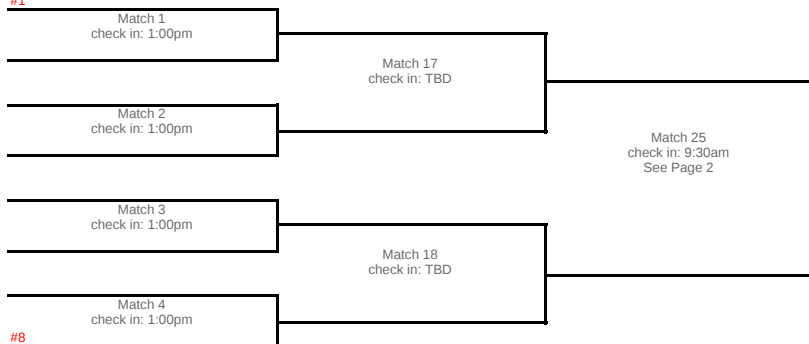 #1
Match 1
check in: 1:00pm
Match 17
check in: TBD
Match 2
check in: 1:00pm
Match 25
check in: 9:30am
See Page 2
Match 3
check in: 1:00pm
Match 18
check in: TBD
Match 4
check in: 1:00pm
#8